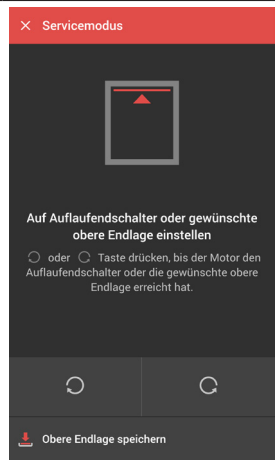 Servicemodus
Auf Auflaufendschalter oder gewünschte
obere Endlage einstellen
oder Taste drücken, bis der Motor den
Auflaufendschalter oder die gewünschte obere
Endlage erreicht hat.
Obere Endlage speichern